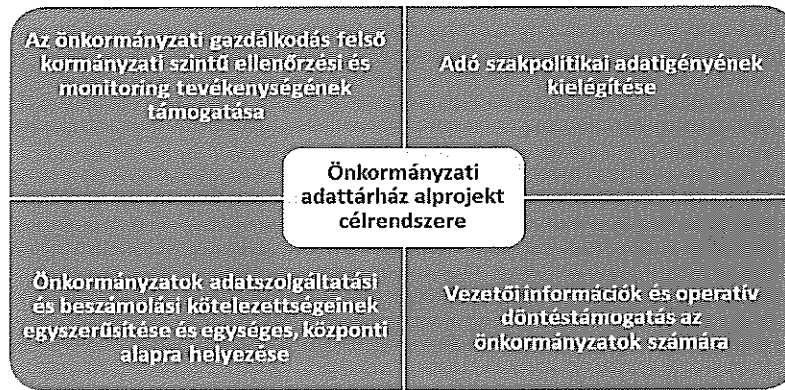 Az önkormányzati gazdálkodás felső
kormányzati szintű ellenőrzési és
monitoring tevékenységének
támogatása
Adó szakpolitikai adatigényének
kielégítése
Önkormányzati
adattárház alprojekt
célrendszere
Önkormányzatok adatszolgáltatási
és beszámolási kötelezettségeinek
egyszerűsítése és egységes, központi
alapra helyezése
Vezetői információk és operatív
döntéstámogatás az
önkormányzatok számára